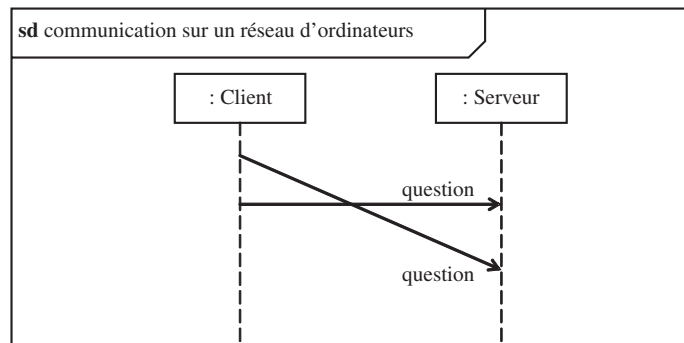 sd communication sur un réseau d’ordinateurs
: Client
: Serveur
question
question